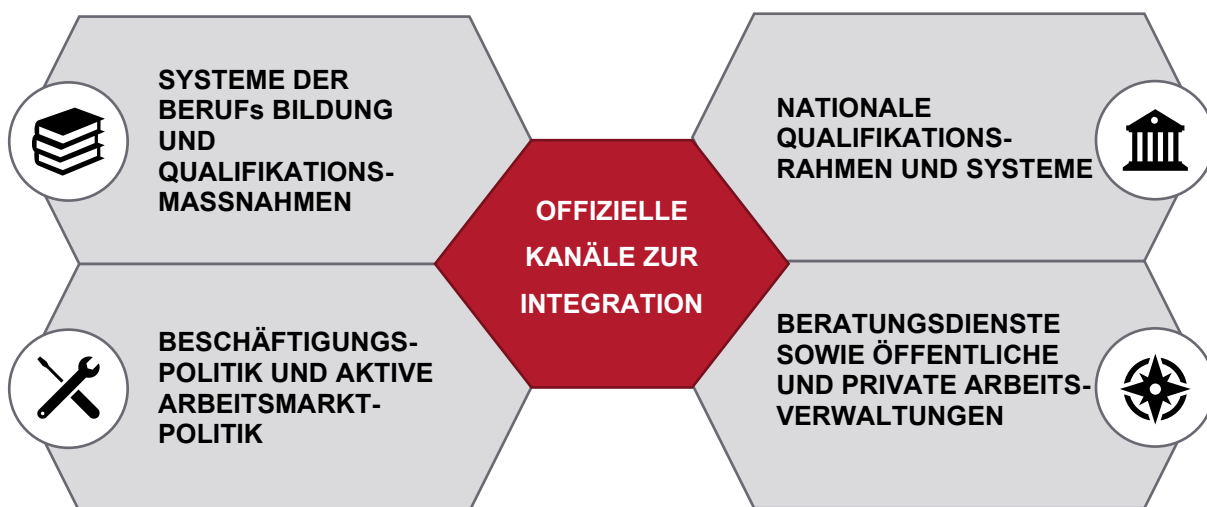 SYSTEME DER
BERUFs BILDUNG
UND
QUALIFIKATIONS-
MASSNAHMEN
NATIONALE
QUALIFIKATIONS-
RAHMEN UND SYSTEME
OFFIZIELLE
KANÄLE ZUR
INTEGRATION
BESCHÄFTIGUNGS-
POLITIK UND AKTIVE
ARBEITSMARKT-
POLITIK
BERATUNGSDIENSTE
SOWIE ÖFFENTLICHE
UND PRIVATE ARBEITS-
VERWALTUNGEN